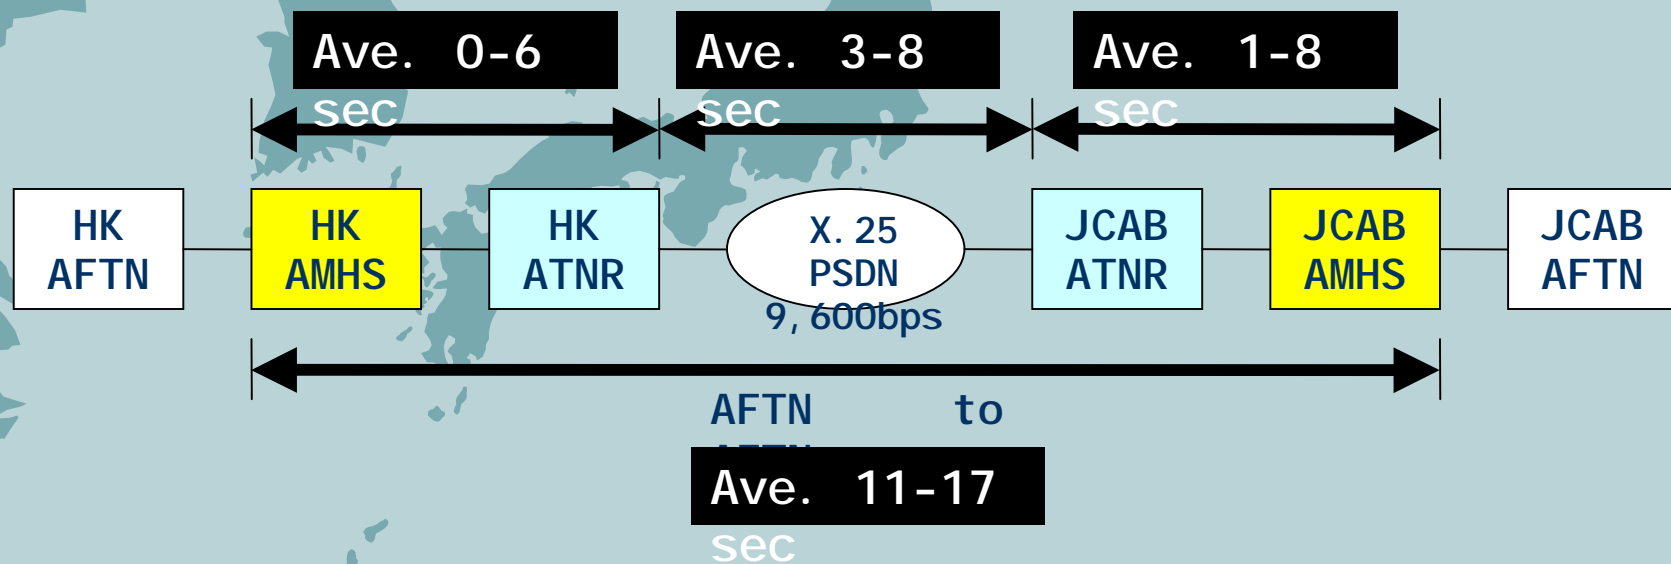 Ave. 0-6
sec
Ave. 3-8
sec
Ave. 1-8
sec
HK
AFTN
HK
AMHS
HK
ATNR
X.25
PSDN
9,600bps
JCAB
ATNR
JCAB
AMHS
JCAB
AFTN
AFTN to
AFTN
Ave. 11-17
sec